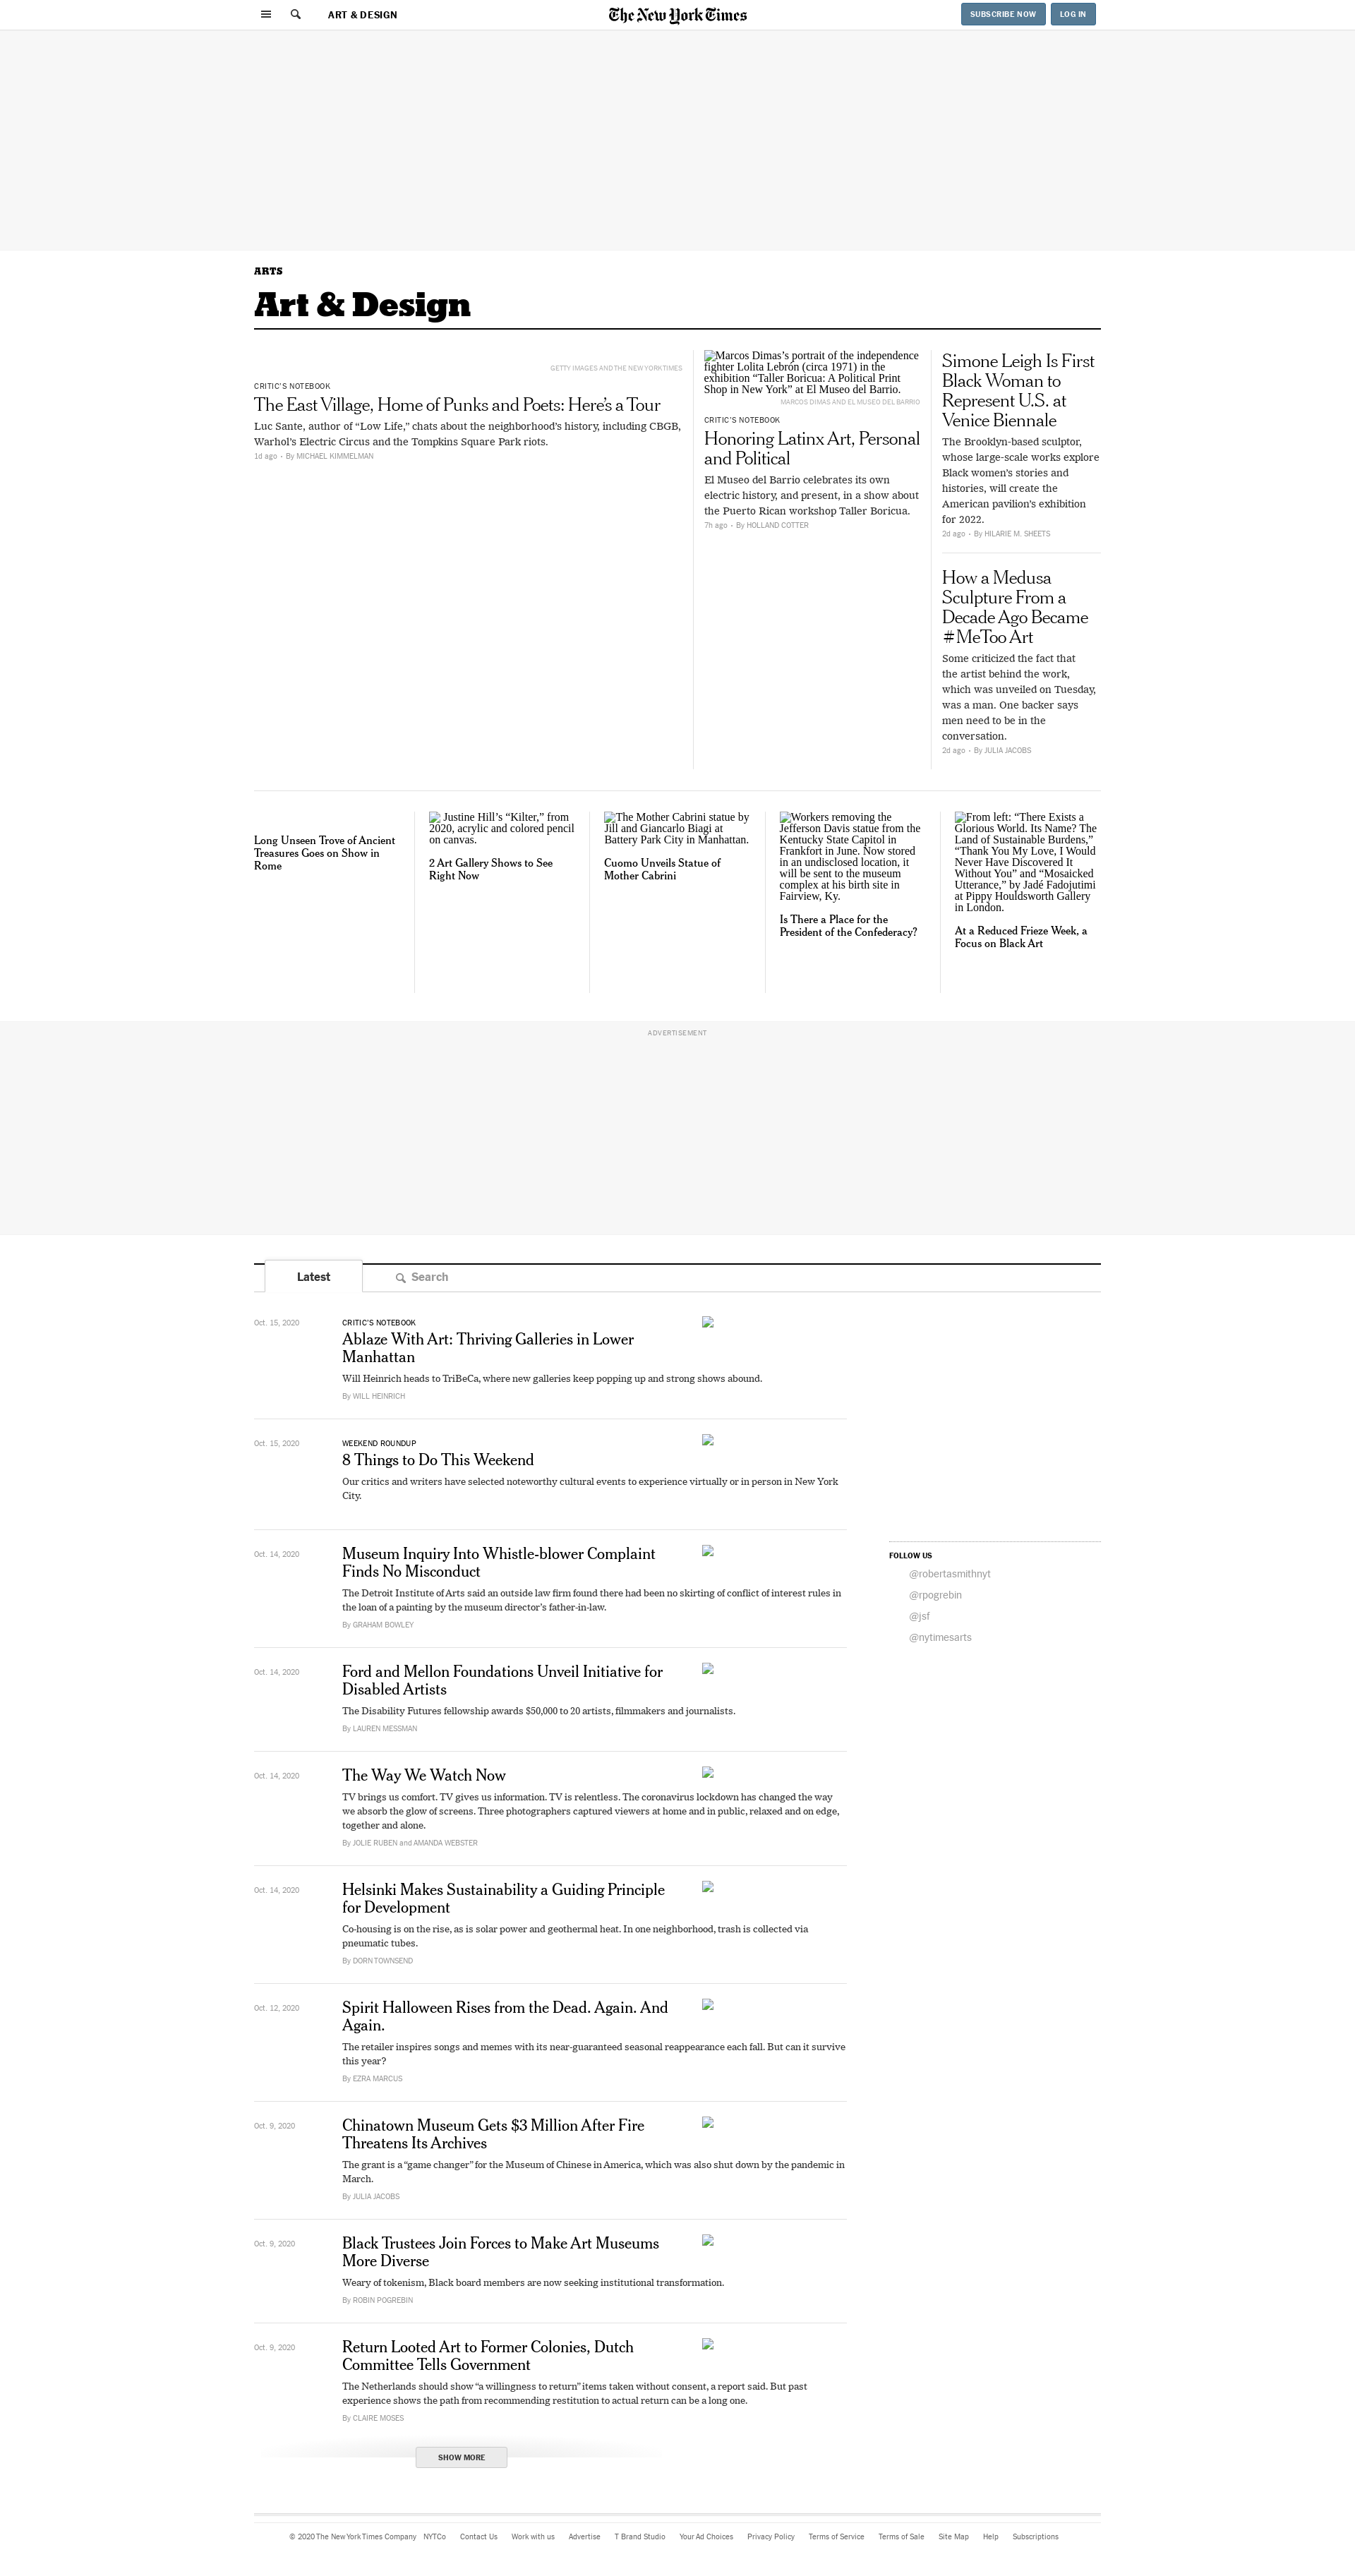 ART & DESIGN
The New York Times
SUBSCRIBE NOW
LOG IN
ARTS
Art & Design
GETTY IMAGES AND THE NEW YORK TIMES
CRITIC’S NOTEBOOK
The East Village, Home of Punks and Poets: Here’s a Tour
Luc Sante, author of “Low Life,” chats about the neighborhood’s history, including CBGB,
Warhol’s Electric Circus and the Tompkins Square Park riots.
1d ago • By MICHAEL KIMMELMAN
Marcos Dimas’s portrait of the independence
fighter Lolita Lebrón (circa 1971) in the
exhibition “Taller Boricua: A Political Print
Shop in New York” at El Museo del Barrio.
MARCOS DIMAS AND EL MUSEO DEL BARRIO
CRITIC’S NOTEBOOK
Honoring Latinx Art, Personal
and Political
El Museo del Barrio celebrates its own
electric history, and present, in a show about
the Puerto Rican workshop Taller Boricua.
7h ago • By HOLLAND COTTER
Simone Leigh Is First
Black Woman to
Represent U.S. at
Venice Biennale
The Brooklyn-based sculptor,
whose large-scale works explore
Black women’s stories and
histories, will create the
American pavilion’s exhibition
for 2022.
2d ago • By HILARIE M. SHEETS
How a Medusa
Sculpture From a
Decade Ago Became
#MeToo Art
Some criticized the fact that
the artist behind the work,
which was unveiled on Tuesday,
was a man. One backer says
men need to be in the
conversation.
2d ago • By JULIA JACOBS
Long Unseen Trove of Ancient
Treasures Goes on Show in
Rome
Justine Hill’s “Kilter,” from
2020, acrylic and colored pencil
on canvas.
2 Art Gallery Shows to See
Right Now
The Mother Cabrini statue by
Jill and Giancarlo Biagi at
Battery Park City in Manhattan.
Cuomo Unveils Statue of
Mother Cabrini
Workers removing the
Jefferson Davis statue from the
Kentucky State Capitol in
Frankfort in June. Now stored
in an undisclosed location, it
will be sent to the museum
complex at his birth site in
Fairview, Ky.
Is There a Place for the
President of the Confederacy?
From left: “There Exists a
Glorious World. Its Name? The
Land of Sustainable Burdens,”
“Thank You My Love, I Would
Never Have Discovered It
Without You” and “Mosaicked
Utterance,” by Jadé Fadojutimi
at Pippy Houldsworth Gallery
in London.
At a Reduced Frieze Week, a
Focus on Black Art
ADVERTISEMENT
Latest
Search
Oct. 15, 2020
CRITIC’S NOTEBOOK
Ablaze With Art: Thriving Galleries in Lower
Manhattan
Will Heinrich heads to TriBeCa, where new galleries keep popping up and strong shows abound.
By WILL HEINRICH
Oct. 15, 2020
WEEKEND ROUNDUP
8 Things to Do This Weekend
Our critics and writers have selected noteworthy cultural events to experience virtually or in person in New York
City.
Oct. 14, 2020
Museum Inquiry Into Whistle-blower Complaint
Finds No Misconduct
The Detroit Institute of Arts said an outside law firm found there had been no skirting of conflict of interest rules in
the loan of a painting by the museum director’s father-in-law.
By GRAHAM BOWLEY
FOLLOW US
@robertasmithnyt
@rpogrebin
@jsf
@nytimesarts
Oct. 14, 2020
Ford and Mellon Foundations Unveil Initiative for
Disabled Artists
The Disability Futures fellowship awards $50,000 to 20 artists, filmmakers and journalists.
By LAUREN MESSMAN
Oct. 14, 2020
The Way We Watch Now
TV brings us comfort. TV gives us information. TV is relentless. The coronavirus lockdown has changed the way
we absorb the glow of screens. Three photographers captured viewers at home and in public, relaxed and on edge,
together and alone.
By JOLIE RUBEN and AMANDA WEBSTER
Oct. 14, 2020
Helsinki Makes Sustainability a Guiding Principle
for Development
Co-housing is on the rise, as is solar power and geothermal heat. In one neighborhood, trash is collected via
pneumatic tubes.
By DORN TOWNSEND
Oct. 12, 2020
Spirit Halloween Rises from the Dead. Again. And
Again.
The retailer inspires songs and memes with its near-guaranteed seasonal reappearance each fall. But can it survive
this year?
By EZRA MARCUS
Oct. 9, 2020
Chinatown Museum Gets $3 Million After Fire
Threatens Its Archives
The grant is a “game changer” for the Museum of Chinese in America, which was also shut down by the pandemic in
March.
By JULIA JACOBS
Oct. 9, 2020
Black Trustees Join Forces to Make Art Museums
More Diverse
Weary of tokenism, Black board members are now seeking institutional transformation.
By ROBIN POGREBIN
Oct. 9, 2020
Return Looted Art to Former Colonies, Dutch
Committee Tells Government
The Netherlands should show “a willingness to return” items taken without consent, a report said. But past
experience shows the path from recommending restitution to actual return can be a long one.
By CLAIRE MOSES
SHOW MORE
© 2020 The New York Times Company NYTCo Contact Us Work with us Advertise T Brand Studio Your Ad Choices Privacy Policy Terms of Service Terms of Sale Site Map Help Subscriptions